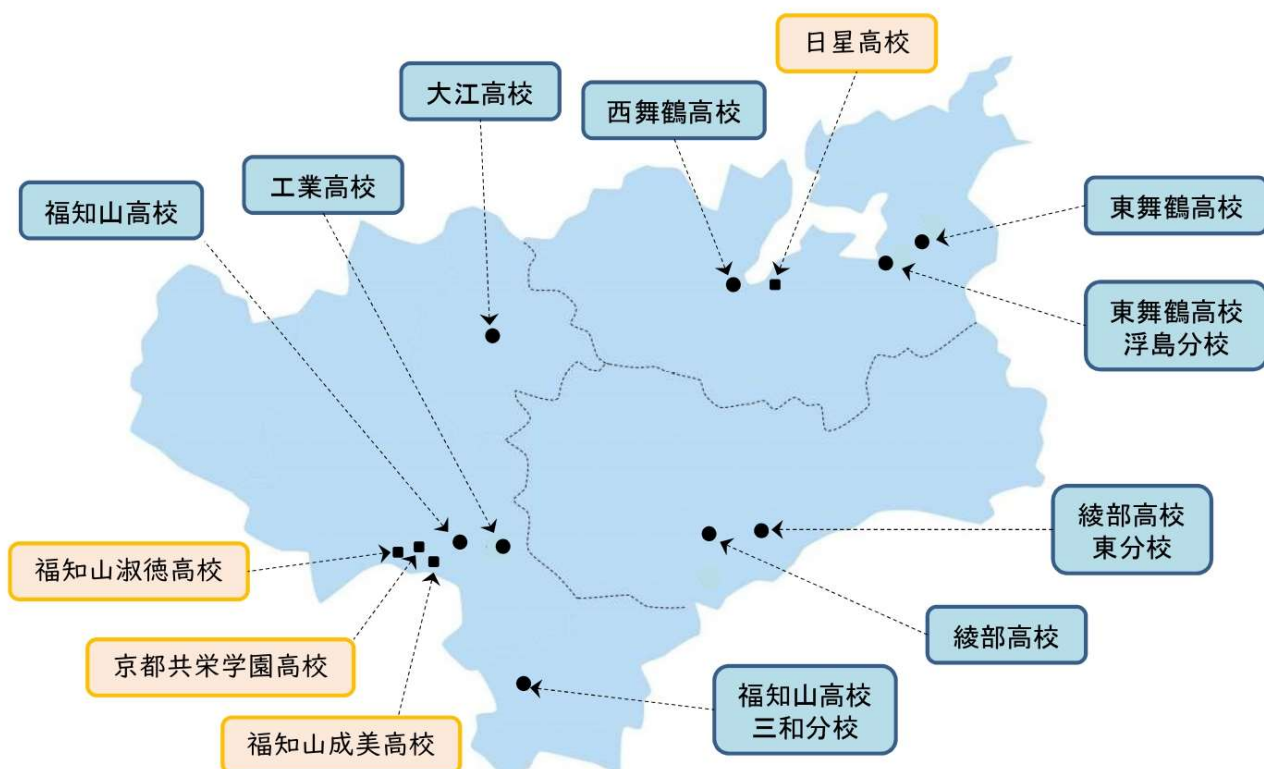 日星高校
大江高校
西舞鶴高校
工業高校
福知山高校
東舞鶴高校
東舞鶴高校
浮島分校
綾部高校
東分校
福知山淑徳高校
綾部高校
京都共栄学園高校
福知山高校
三和分校
福知山成美高校